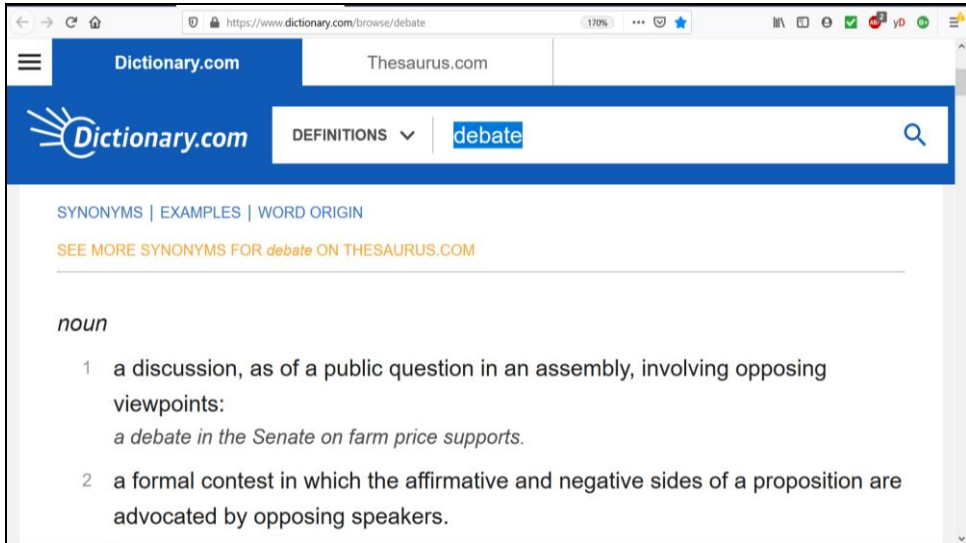 https://www.dictionary.com/browse/debate 170%
Dictionary.com Thesaurus.com
Dictionary.com DEFINITIONS debate
SYNONYMS | EXAMPLES | WORD ORIGIN
SEE MORE SYNONYMS FOR debate ON THESAURUS.COM
noun
1 a discussion, as of a public question in an assembly, involving opposing
viewpoints:
a debate in the Senate on farm price supports.
2 a formal contest in which the affirmative and negative sides of a proposition are
advocated by opposing speakers.